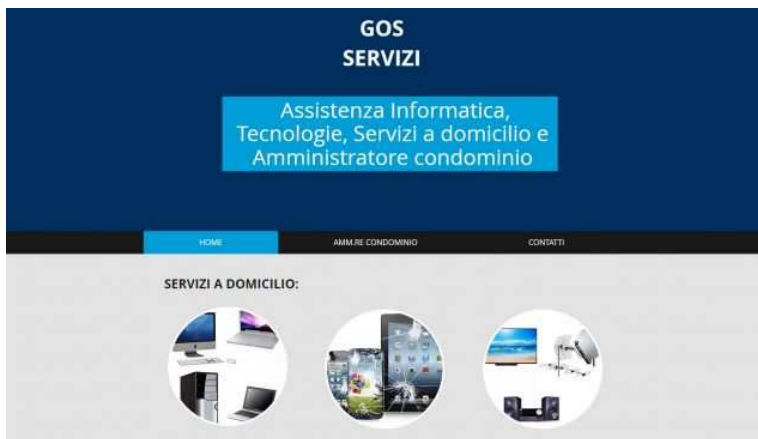 GOS
SERVIZI
Assistenza Informatica,
Tecnologie, Servizi a domicilio e
Amministratore condominio
HOME
AMM.RE CONDOMINIO
CONTATTI
SERVIZI A DOMICILIO: